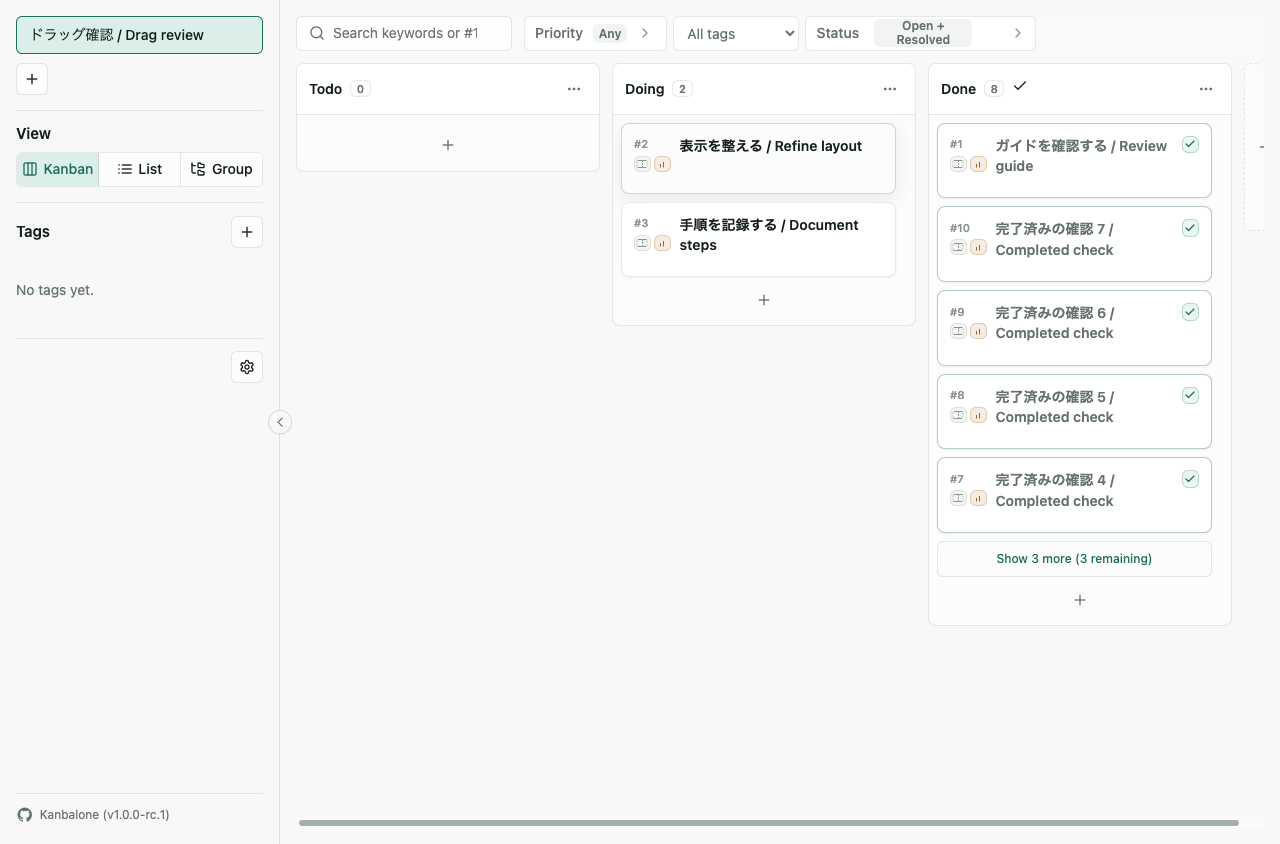 ドラッグ確認 / Drag review
View
Kanban
List
Group
Tags
No tags yet.
Kanbalone (v1.0.0-rc.1)
Search keywords or #1
Priority
Any
All tags
Status
Open +
Resolved
Todo
0
Doing
2
#2
表示を整える / Refine layout
#3
手順を記録する / Document
steps
Done
8
#1
ガイドを確認する / Review
guide
#10
完了済みの確認 7 /
Completed check
#9
完了済みの確認 6 /
Completed check
#8
完了済みの確認 5 /
Completed check
#7
完了済みの確認 4 /
Completed check
Show 3 more (3 remaining)